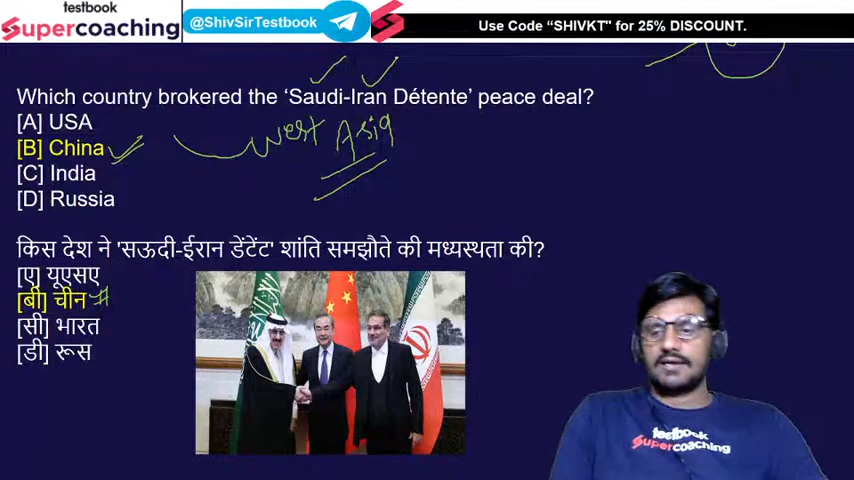 testbook
Supercoaching
@ShivSirTestbook
Use Code “SHIVKT" for 25% DISCOUNT.
Which country brokered the ‘Saudi-Iran Détente’ peace deal?
[A] USA
[B] China
West Asia
[C] India
[D] Russia
किस देश ने 'सऊदी-ईरान डेंटेंट' शांति समझौते की मध्यस्थता की?
[ए] यूएसए
[बी] चीन
[सी] भारत
[डी] रूस
testbook
Supercoaching